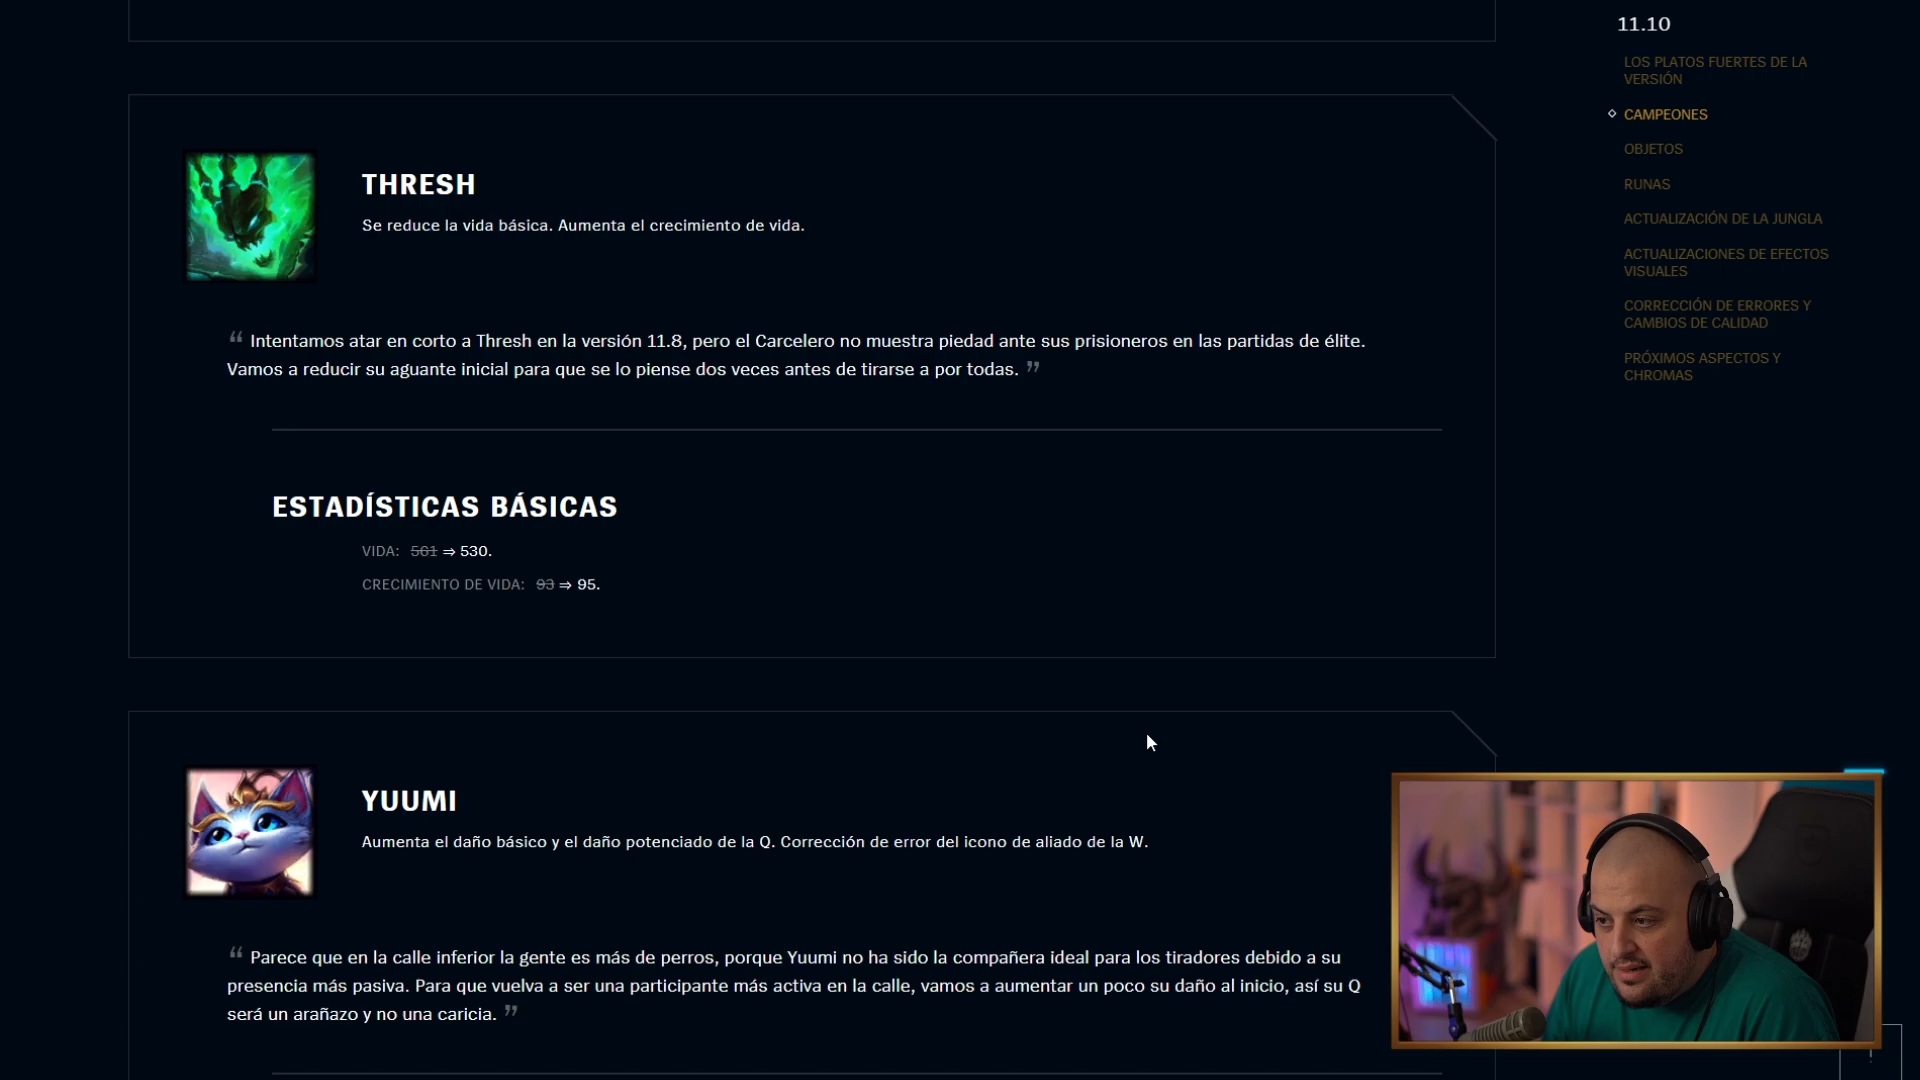 11.10
LOS PLATOS FUERTES DE LA
VERSIÓN
CAMPEONES
OBJETOS
RUNAS
ACTUALIZACIÓN DE LA JUNGLA
ACTUALIZACIONES DE EFECTOS
VISUALES
CORRECCIÓN DE ERRORES Y
CAMBIOS DE CALIDAD
PRÓXIMOS ASPECTOS Y
CHROMAS
THRESH
Se reduce la vida básica. Aumenta el crecimiento de vida.
“ Intentamos atar en corto a Thresh en la versión 11.8, pero el Carcelero no muestra piedad ante sus prisioneros en las partidas de élite.
Vamos a reducir su aguante inicial para que se lo piense dos veces antes de tirarse a por todas. ”
ESTADÍSTICAS BÁSICAS
VIDA: 561 ⇒ 530.
CRECIMIENTO DE VIDA: 93 ⇒ 95.
YUUMI
Aumenta el daño básico y el daño potenciado de la Q. Corrección de error del icono de aliado de la W.
“ Parece que en la calle inferior la gente es más de perros, porque Yuumi no ha sido la compañera ideal para los tiradores debido a su
presencia más pasiva. Para que vuelva a ser una participante más activa en la calle, vamos a aumentar un poco su daño al inicio, así su Q
será un arañazo y no una caricia. ”